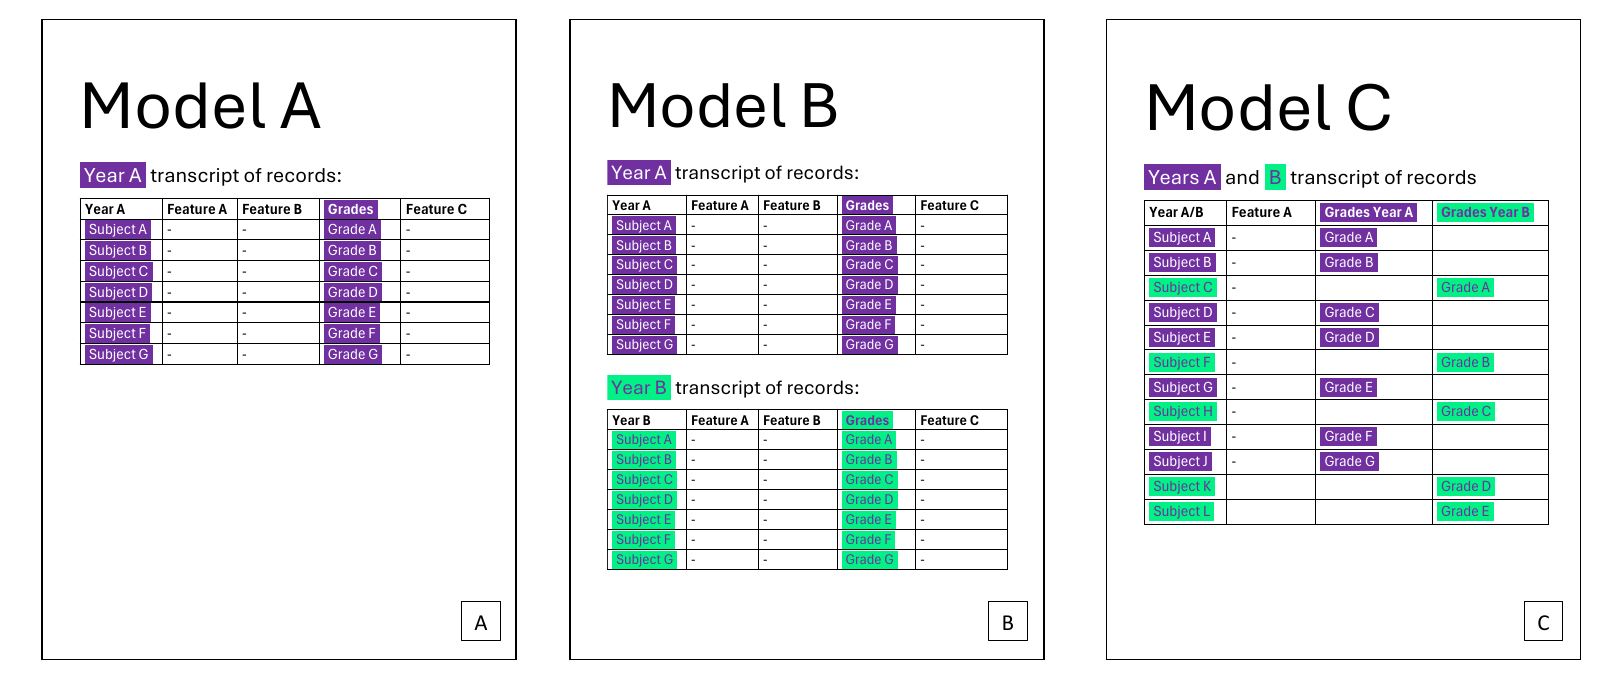 Model A
Year A transcript of records:
Year A Feature A Feature B Grades Feature C
Subject A - - Grade A -
Subject B - - Grade B -
Subject C - - Grade C -
Subject D - - Grade D -
Subject E - - Grade E -
Subject F - - Grade F -
Subject G - - Grade G -
A
Model B
Year A transcript of records:
Year A Feature A Feature B Grades Feature C
Subject A - - Grade A -
Subject B - - Grade B -
Subject C - - Grade C -
Subject D - - Grade D -
Subject E - - Grade E -
Subject F - - Grade F -
Subject G - - Grade G -
Year B transcript of records:
Year B Feature A Feature B Grades Feature C
Subject A - - Grade A -
Subject B - - Grade B -
Subject C - - Grade C -
Subject D - - Grade D -
Subject E - - Grade E -
Subject F - - Grade F -
Subject G - - Grade G -
B
Model C
Years A and B transcript of records
Year A/B Feature A Grades Year A Grades Year B
Subject A - Grade A
Subject B - Grade B
Subject C - Grade A
Subject D - Grade C
Subject E - Grade D
Subject F - Grade B
Subject G - Grade E
Subject H - Grade C
Subject I - Grade F
Subject J - Grade G
Subject K Grade D
Subject L Grade E
C